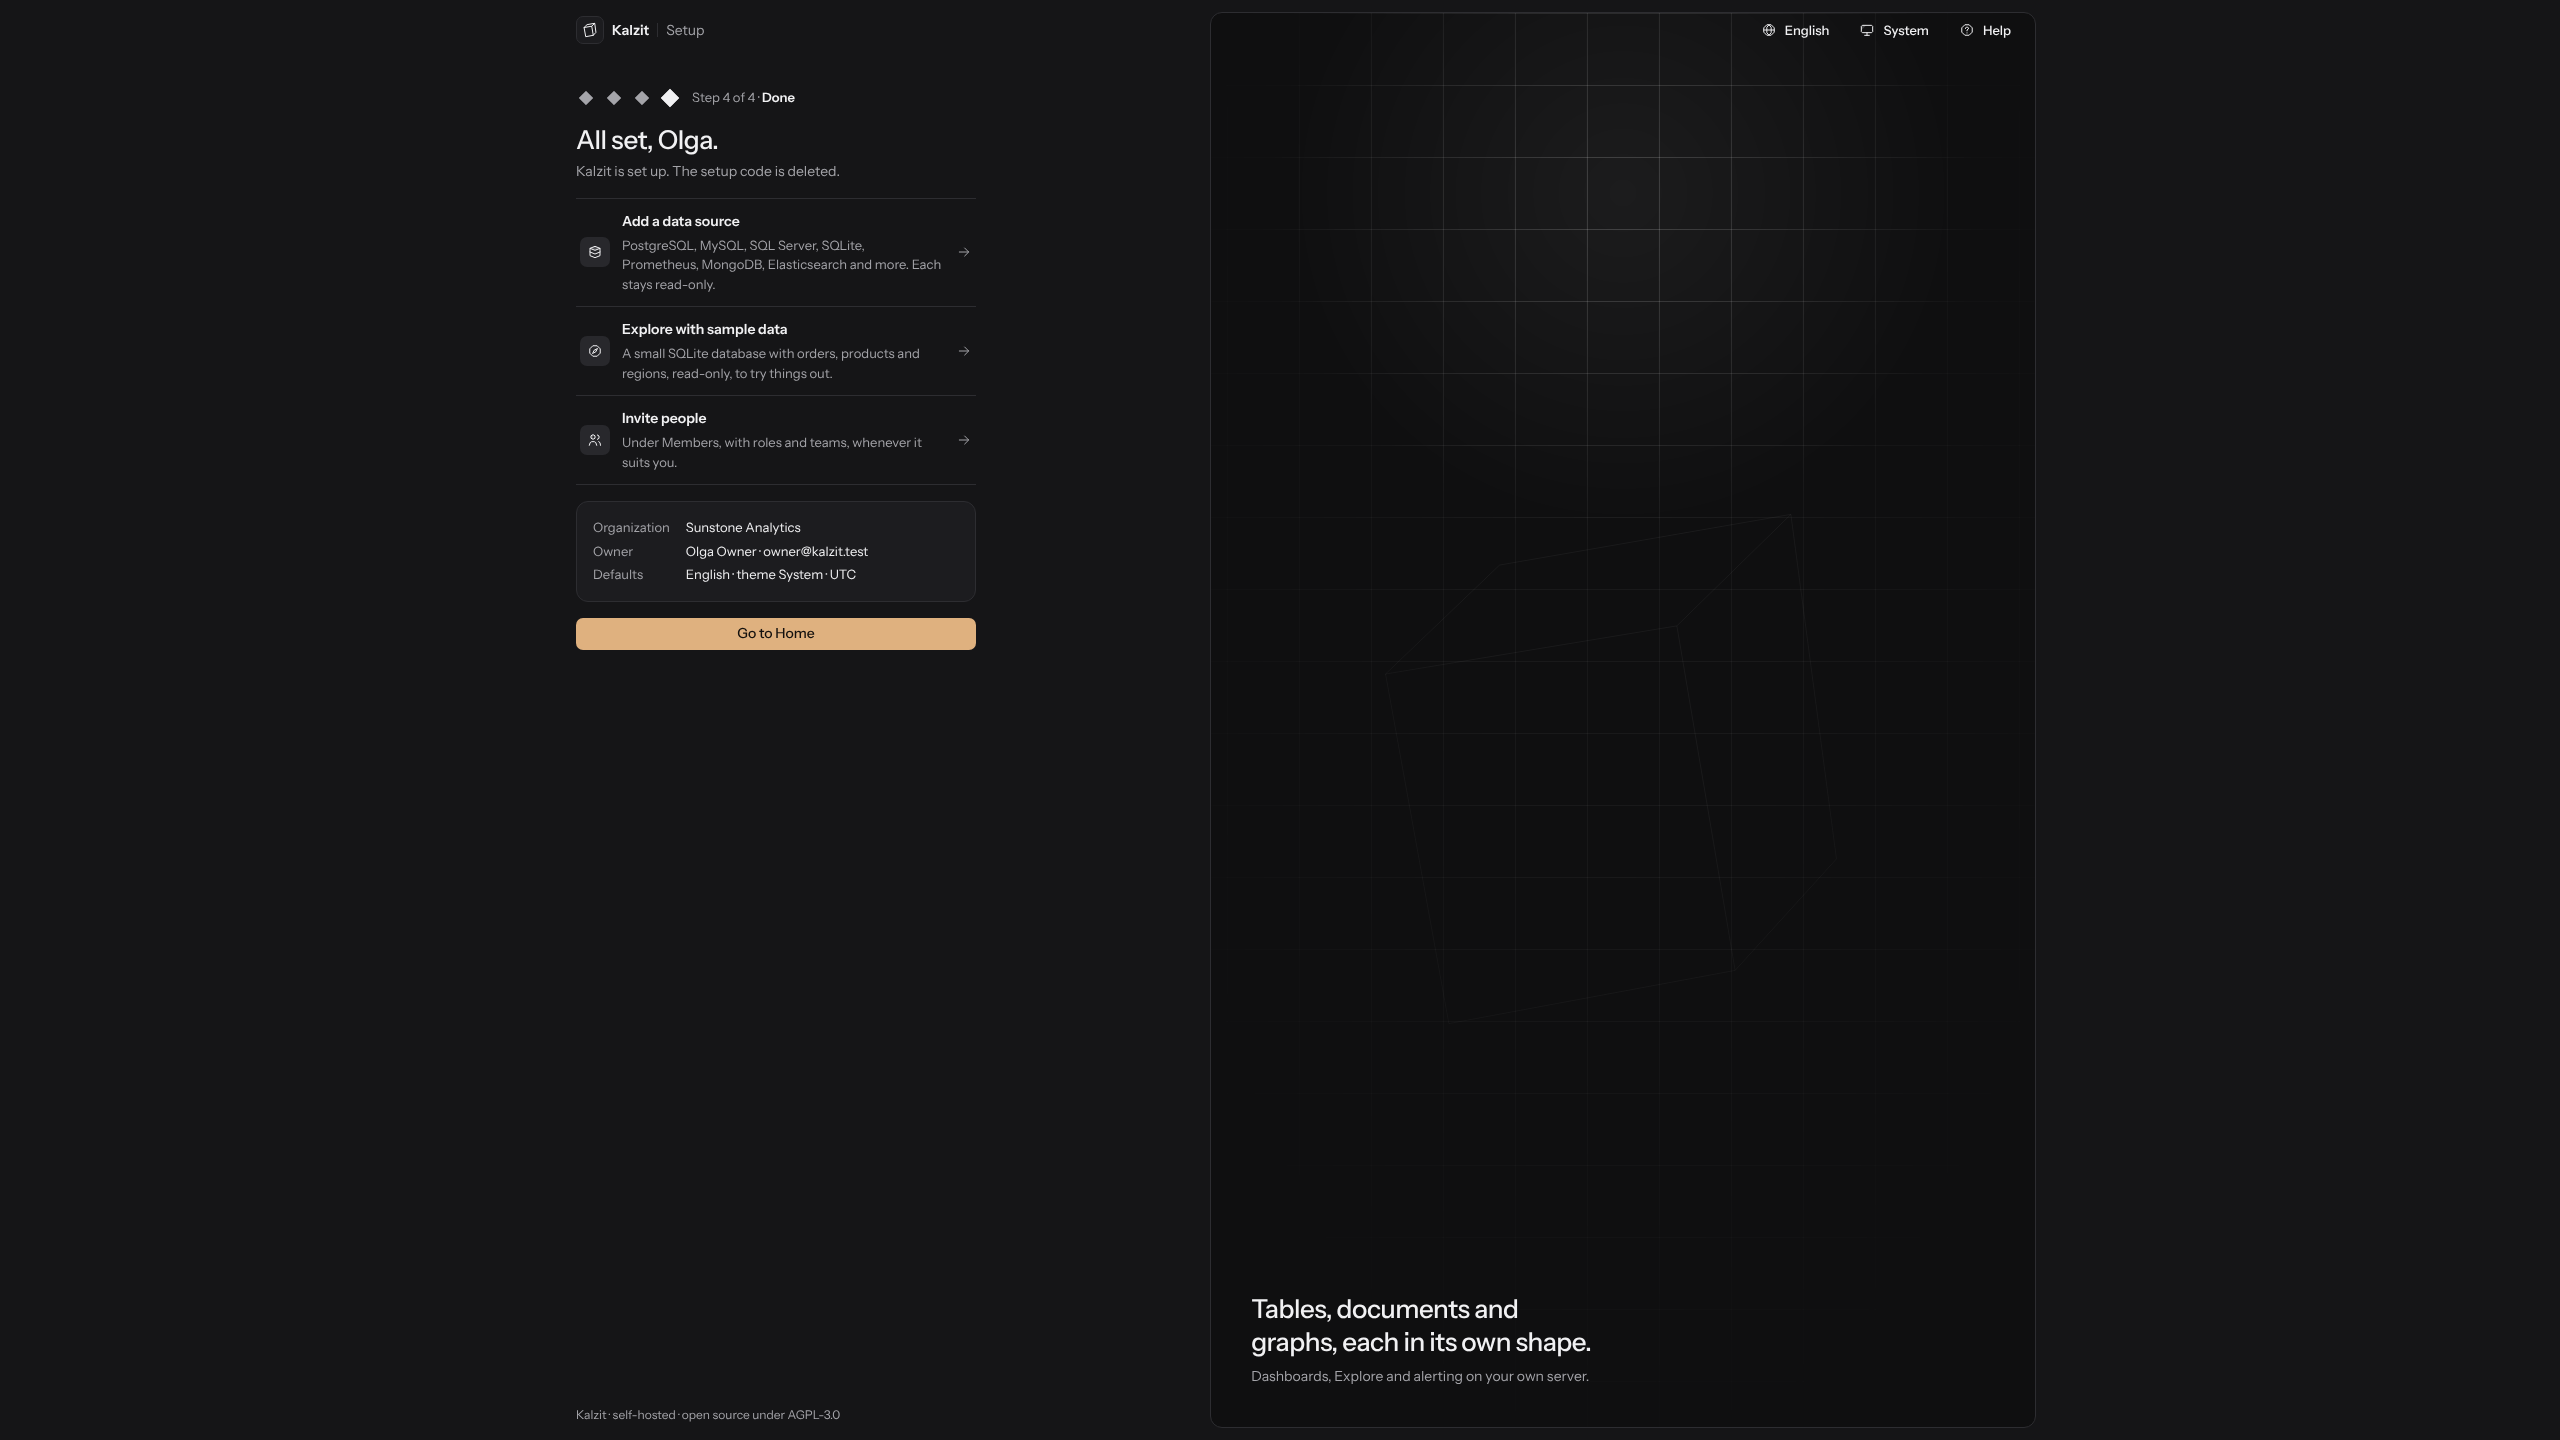 Kalzit
Setup
English
System
Help
Step 4 of 4 · Done
All set, Olga.
Kalzit is set up. The setup code is deleted.
Add a data source
PostgreSQL, MySQL, SQL Server, SQLite,
Prometheus, MongoDB, Elasticsearch and more. Each
stays read-only.
Explore with sample data
A small SQLite database with orders, products and
regions, read-only, to try things out.
Invite people
Under Members, with roles and teams, whenever it
suits you.
Organization Sunstone Analytics
Owner Olga Owner · owner@kalzit.test
Defaults English · theme System · UTC
Go to Home
Tables, documents and
graphs, each in its own shape.
Dashboards, Explore and alerting on your own server.
Kalzit · self-hosted · open source under AGPL-3.0